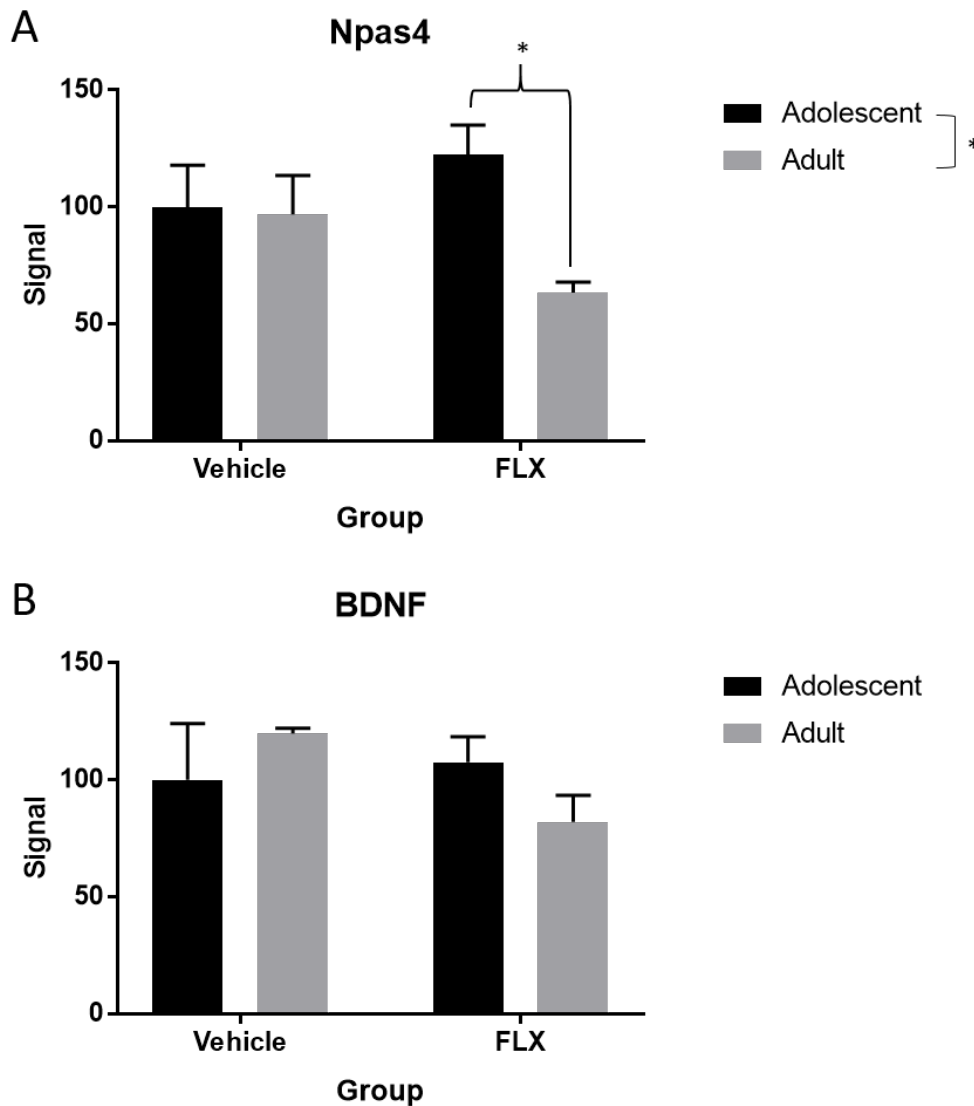 A
Npas4
*
150
100
50
0
Signal
Vehicle
FLX
Group
Adolescent
Adult
*
B
BDNF
150
100
50
0
Signal
Vehicle
FLX
Group
Adolescent
Adult